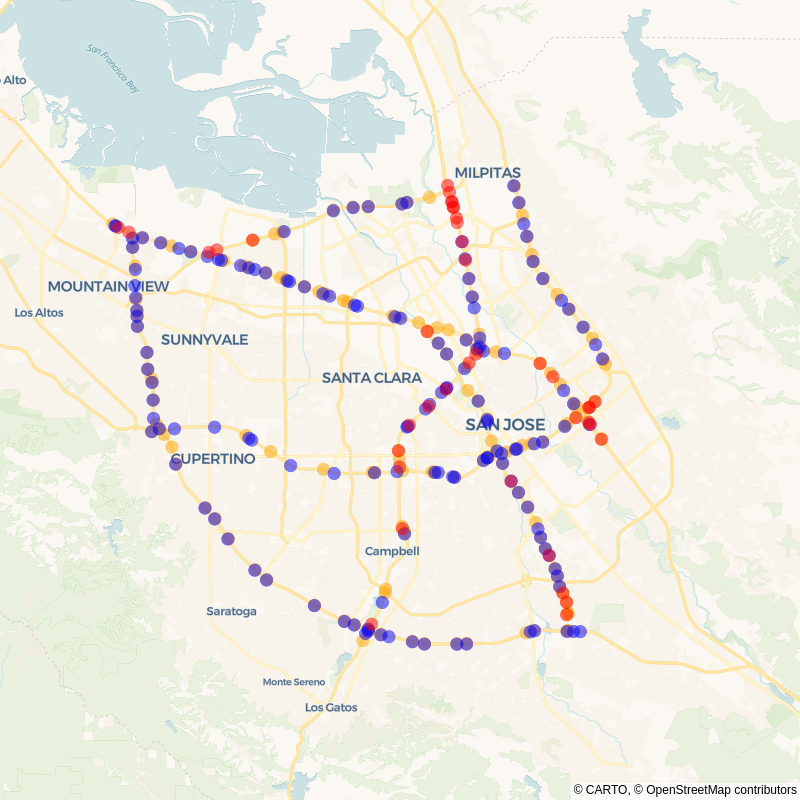 San Francisco Bay
Alto
MILPITAS
MOUNTAIN VIEW
Los Altos
SUNNYVALE
SANTA CLARA
SAN JOSE
CUPERTINO
Campbell
Saratoga
Monte Sereno
Los Gatos
© CARTO, © OpenStreetMap contributors